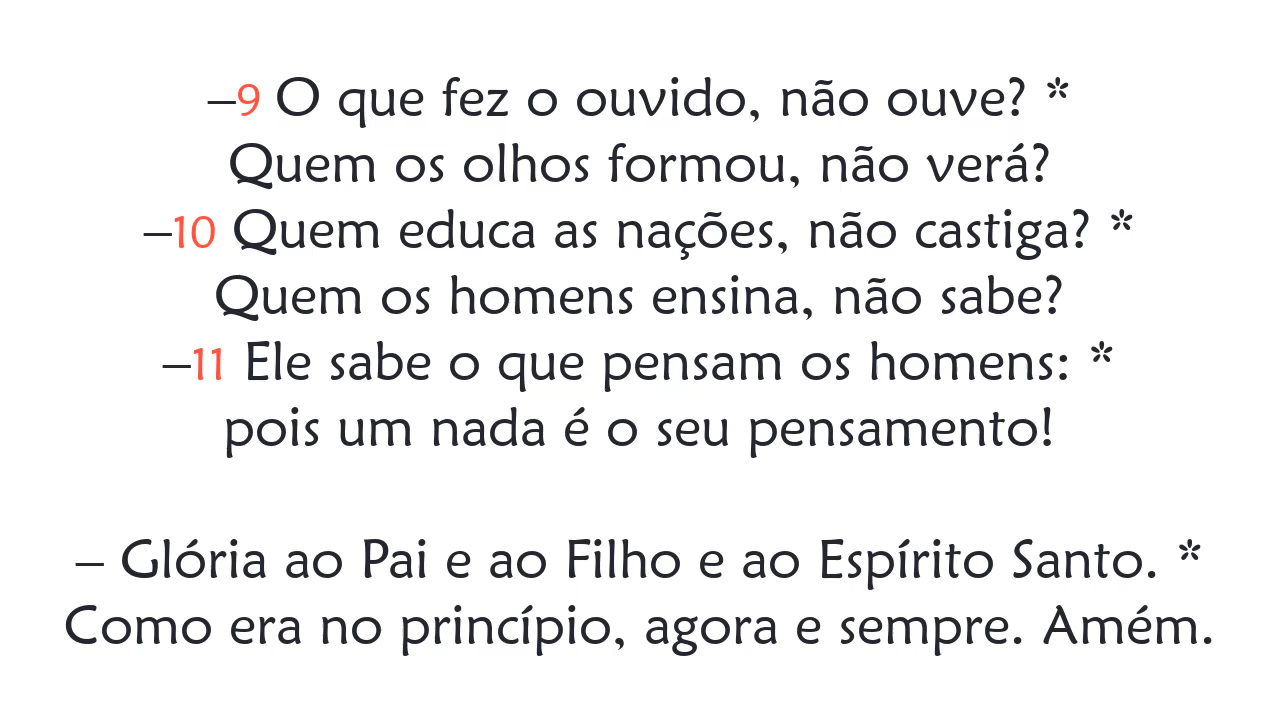 –9 O que fez o ouvido, não ouve? *
Quem os olhos formou, não verá?
–10 Quem educa as nações, não castiga? *
Quem os homens ensina, não sabe?
–11 Ele sabe o que pensam os homens: *
pois um nada é o seu pensamento!
– Glória ao Pai e ao Filho e ao Espírito Santo. *
Como era no princípio, agora e sempre. Amém.